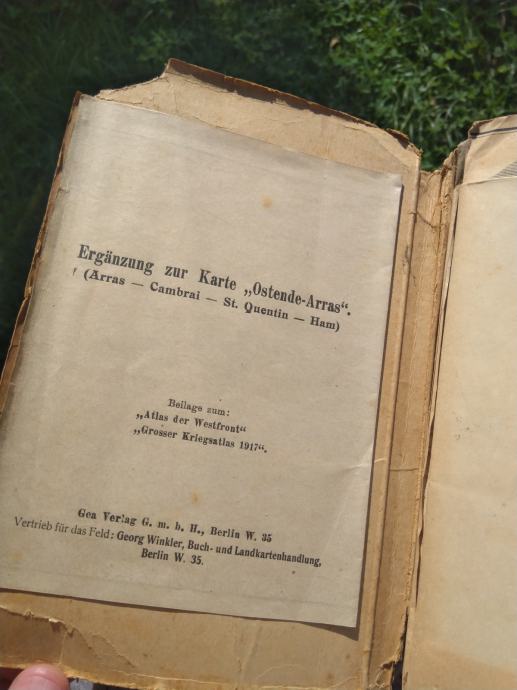 Ergänzung zur Karte „Ostende-Arras“.
(Arras — Cambrai — St. Quentin — Ham)
Beilage zum:
„Atlas der Westfront“
„Grosser Kriegsatlas 1917“.
Gea Verlag G. m. b. H., Berlin W. 35
Vertrieb für das Feld: Georg Winkler, Buch- und Landkartenhandlung,
Berlin W. 35.